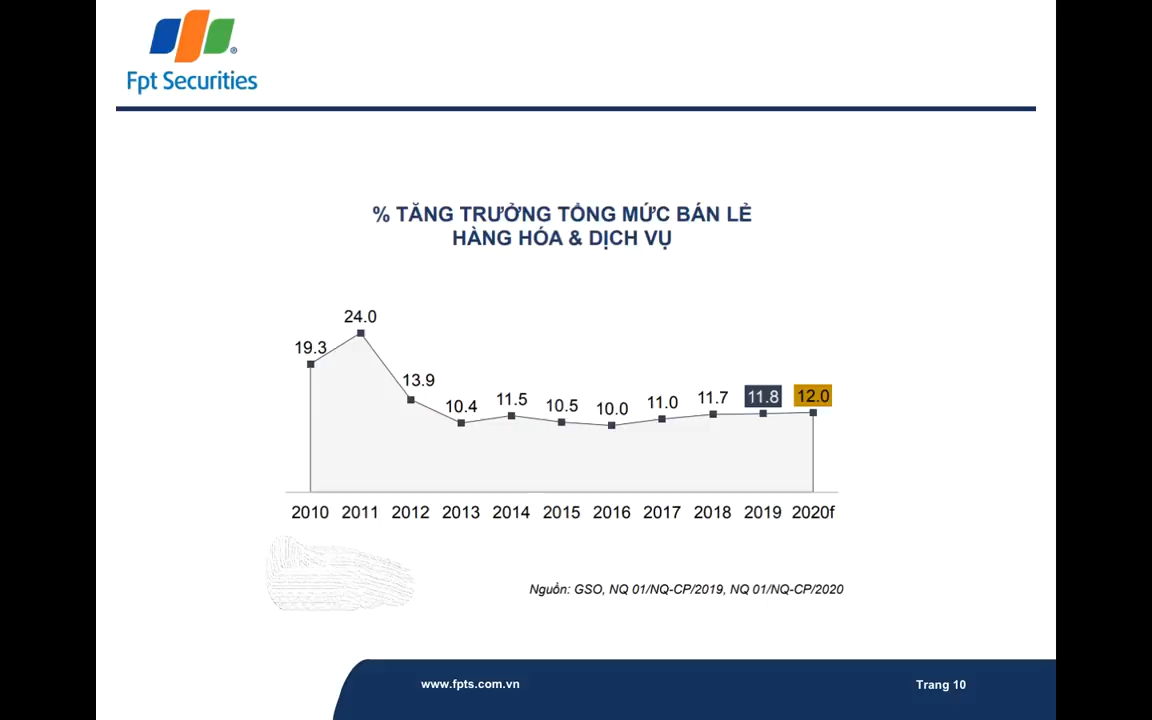 Fpt Securities
% TĂNG TRƯỞNG TỔNG MỨC BÁN LẺ
HÀNG HÓA & DỊCH VỤ
24.0
19.3
13.9
10.4
11.5
10.5
10.0
11.0
11.7
11.8
12.0
2010 2011 2012 2013 2014 2015 2016 2017 2018 2019 2020f
Nguồn: GSO, NQ 01/NQ-CP/2019, NQ 01/NQ-CP/2020
www.fpts.com.vn
Trang 10